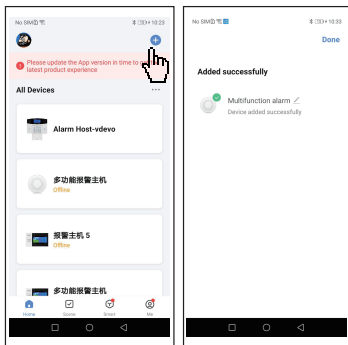 No SIM
10:23
Please update the App version in time to
latest product experience
All Devices
Alarm Host-vdevo
多功能报警主机
Offline
报警主机 5
Offline
多功能报警主机
Home
Scene
Smart
Me
No SIM
10:33
Done
Added successfully
Multifunction alarm
Device added successfully